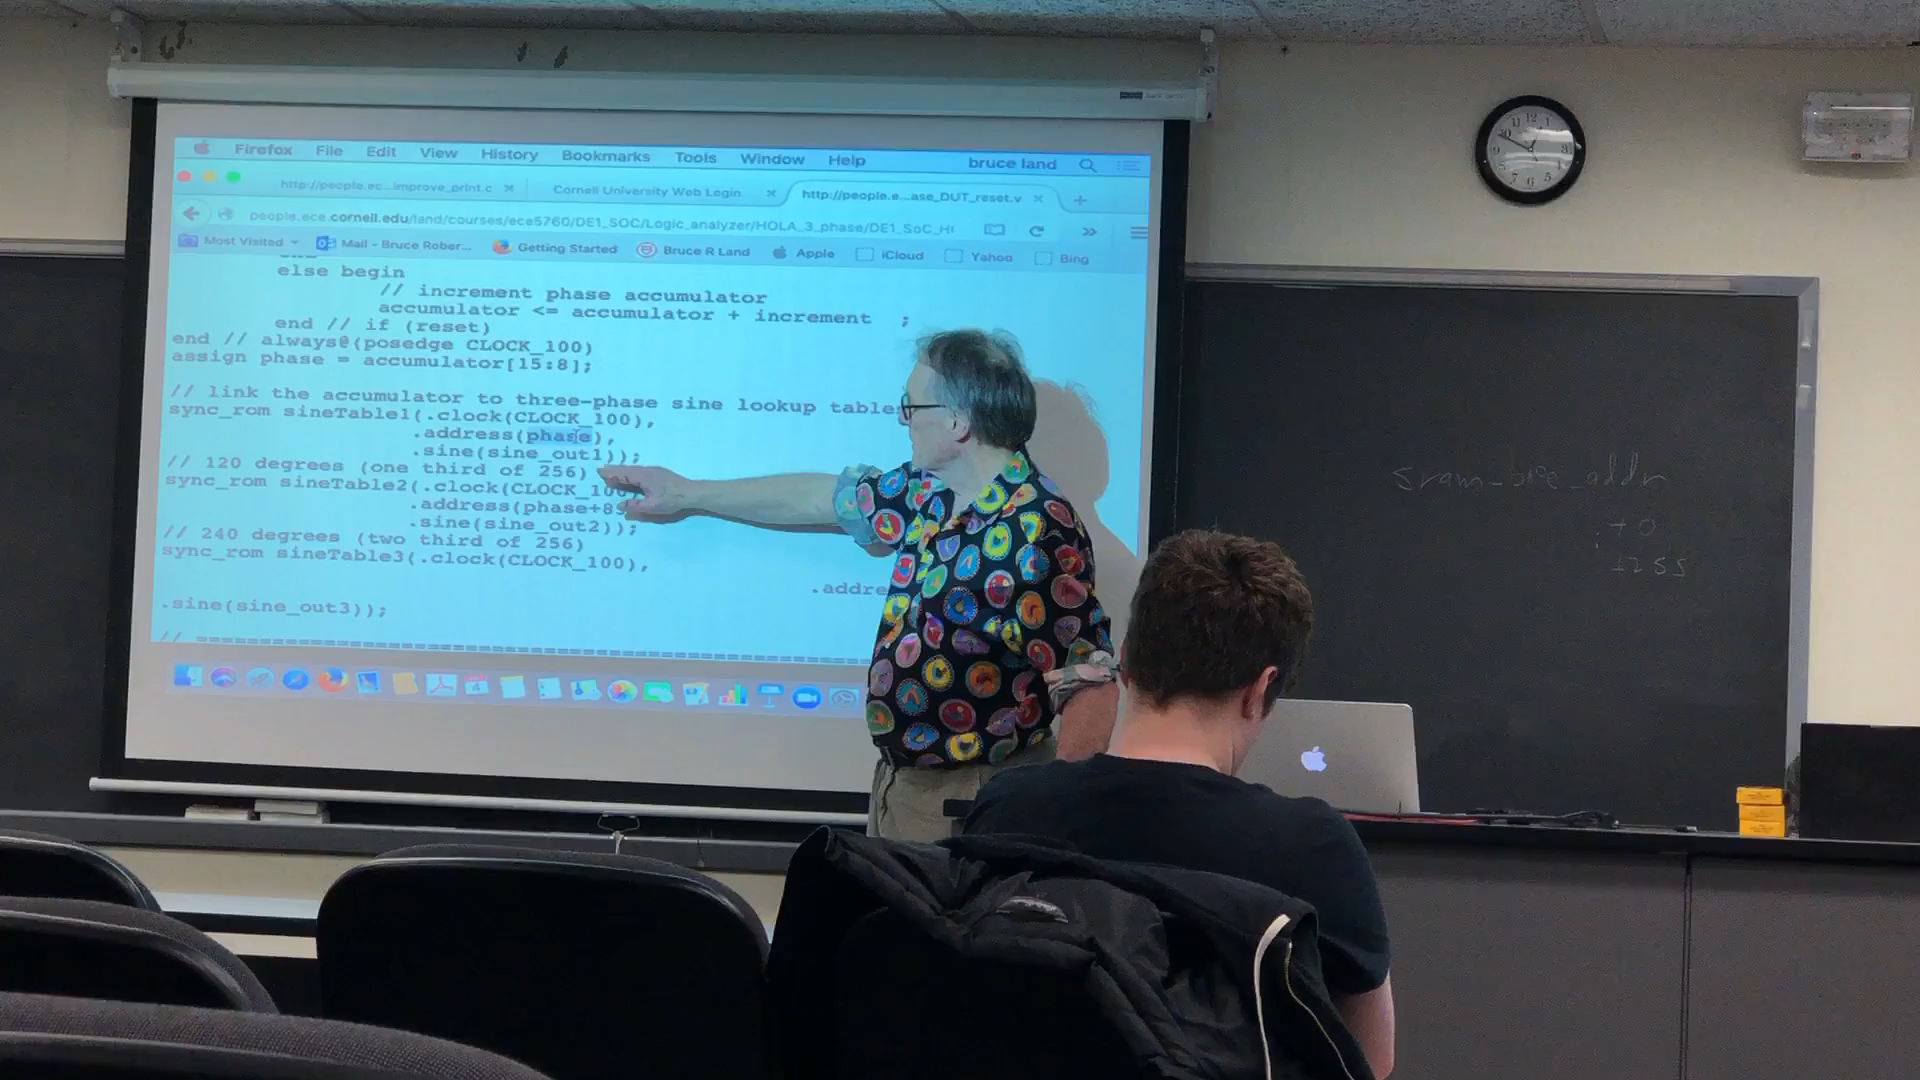 Firefox File Edit View History Bookmarks Tools Window Help bruce land
http://people.ec...improve_print.c Cornell University Web Login http://people.e...ase_DUT_reset.v
people.ece.cornell.edu/land/courses/ece5760/DE1_SOC/Logic_analyzer/HOLA_3_phase/DE1_SoC_H
Most Visited Mail - Bruce Rober... Getting Started Bruce R Land Apple iCloud Yahoo Bing
else begin
// increment phase accumulator
accumulator <= accumulator + increment ;
end // if (reset)
end // always@(posedge CLOCK_100)
assign phase = accumulator[15:8];
// link the accumulator to three-phase sine lookup table
sync_rom sineTable1(.clock(CLOCK_100),
.address(phase),
.sine(sine_out1));
// 120 degrees (one third of 256)
sync_rom sineTable2(.clock(CLOCK_100
.address(phase+8
.sine(sine_out2));
// 240 degrees (two third of 256)
sync_rom sineTable3(.clock(CLOCK_100),
.addre
.sine(sine_out3));
// ================================
sram_base_addr
+0
+255